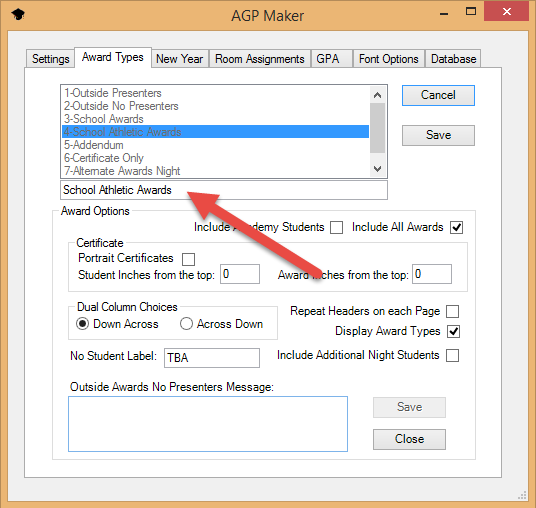 AGP Maker
Settings Award Types New Year Room Assignments GPA Font Options Database
1-Outside Presenters
2-Outside No Presenters
3-School Awards
4-School Athletic Awards
5-Addendum
6-Certificate Only
7-Alternate Awards Night
Cancel
Save
School Athletic Awards
Award Options
Include Academy Students Include All Awards
Certificate
Portrait Certificates
Student Inches from the top: 0 Award Inches from the top: 0
Dual Column Choices
Down Across Across Down
Repeat Headers on each Page
Display Award Types
No Student Label: TBA Include Additional Night Students
Outside Awards No Presenters Message:
Save
Close